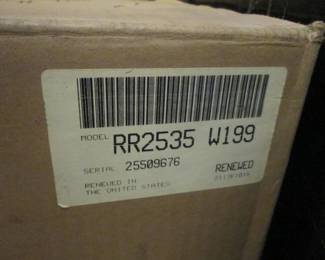 MODEL RR2535 W199
SERIAL 25509676 RENEWED
RENEWED IN
THE UNITED STATES